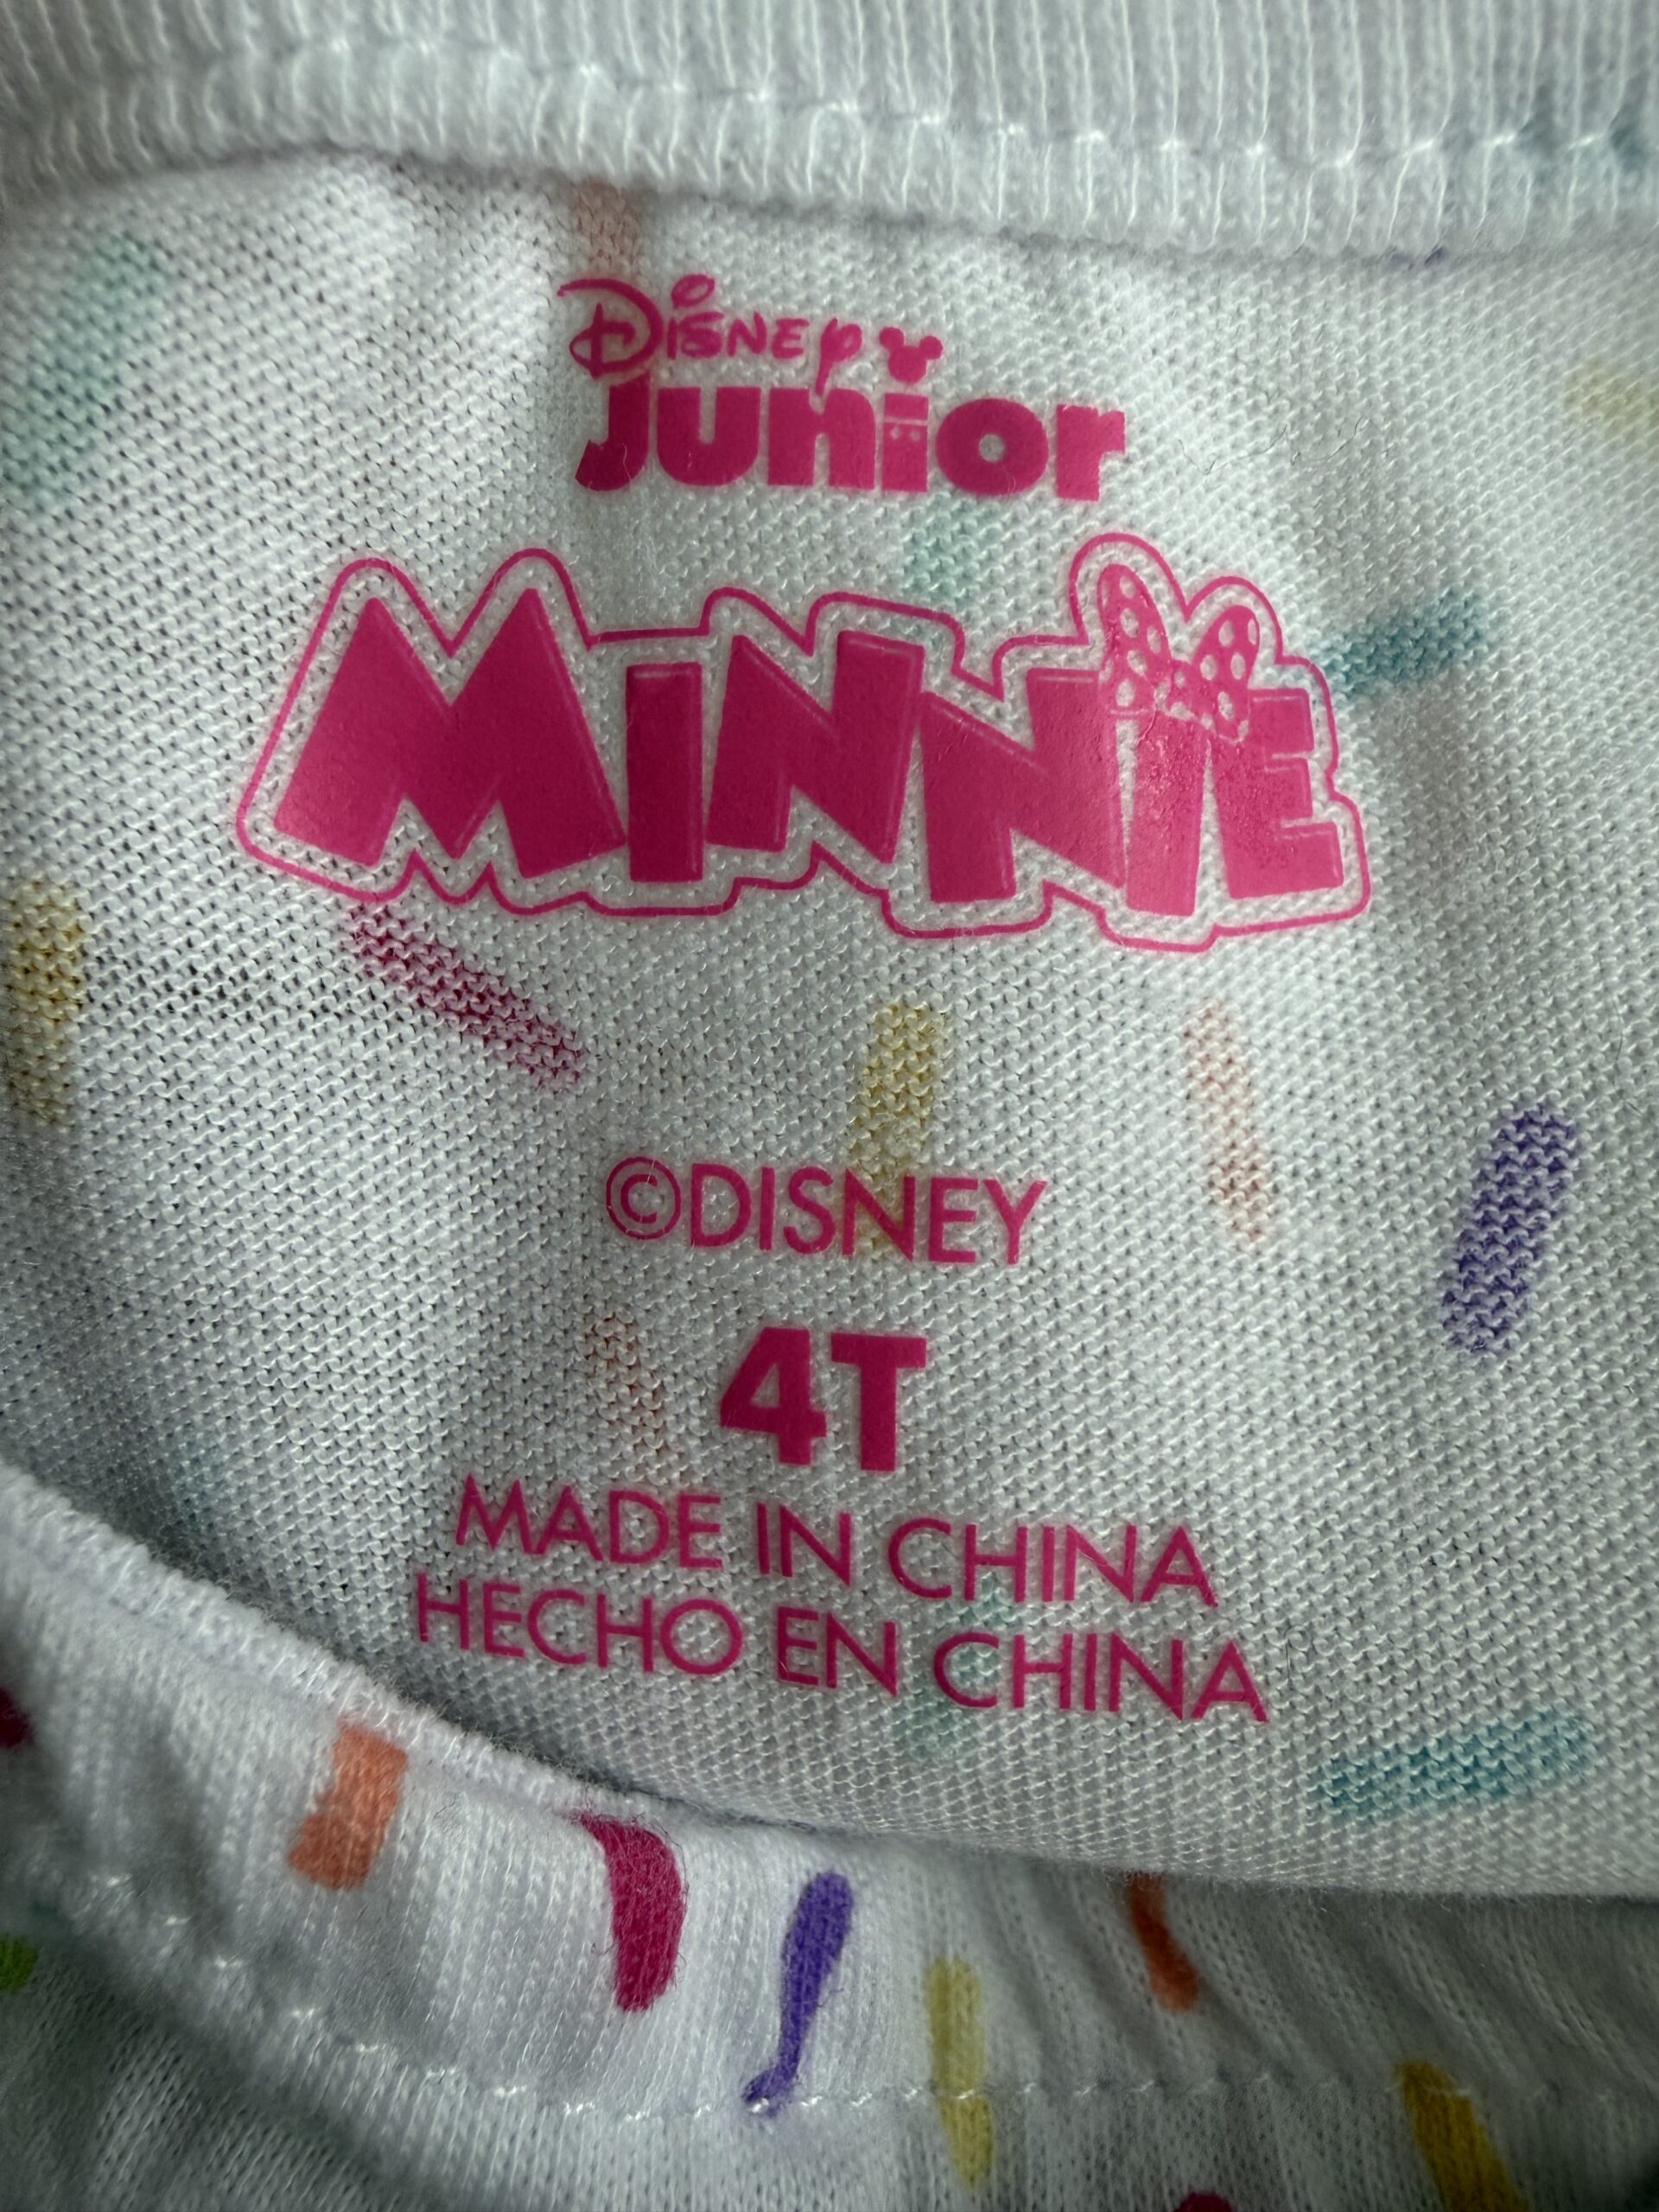 Disney
Junior
MINNIE
©DISNEY
4T
MADE IN CHINA
HECHO EN CHINA